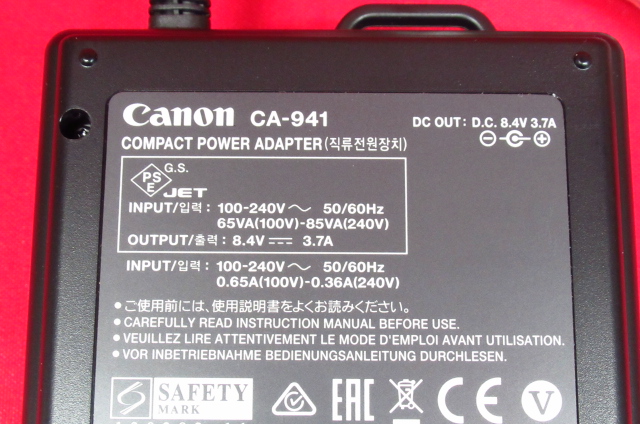 Canon CA-941
DC OUT: D.C. 8.4V 3.7A
COMPACT POWER ADAPTER (직류전원장치)
PS E G.S. JET
INPUT/입력 : 100-240V～ 50/60Hz
65VA(100V)-85VA(240V)
OUTPUT/출력 : 8.4V⎓ 3.7A
INPUT/입력 : 100-240V～ 50/60Hz
0.65A(100V)-0.36A(240V)
●ご使用前には、使用説明書をよくお読みください。
●CAREFULLY READ INSTRUCTION MANUAL BEFORE USE.
●VEUILLEZ LIRE ATTENTIVEMENT LE MODE D'EMPLOI AVANT UTILISATION.
●VOR INBETRIEBNAHME BEDIENUNGSANLEITUNG DURCHLESEN.
S SAFETY EAC CE V
MARK